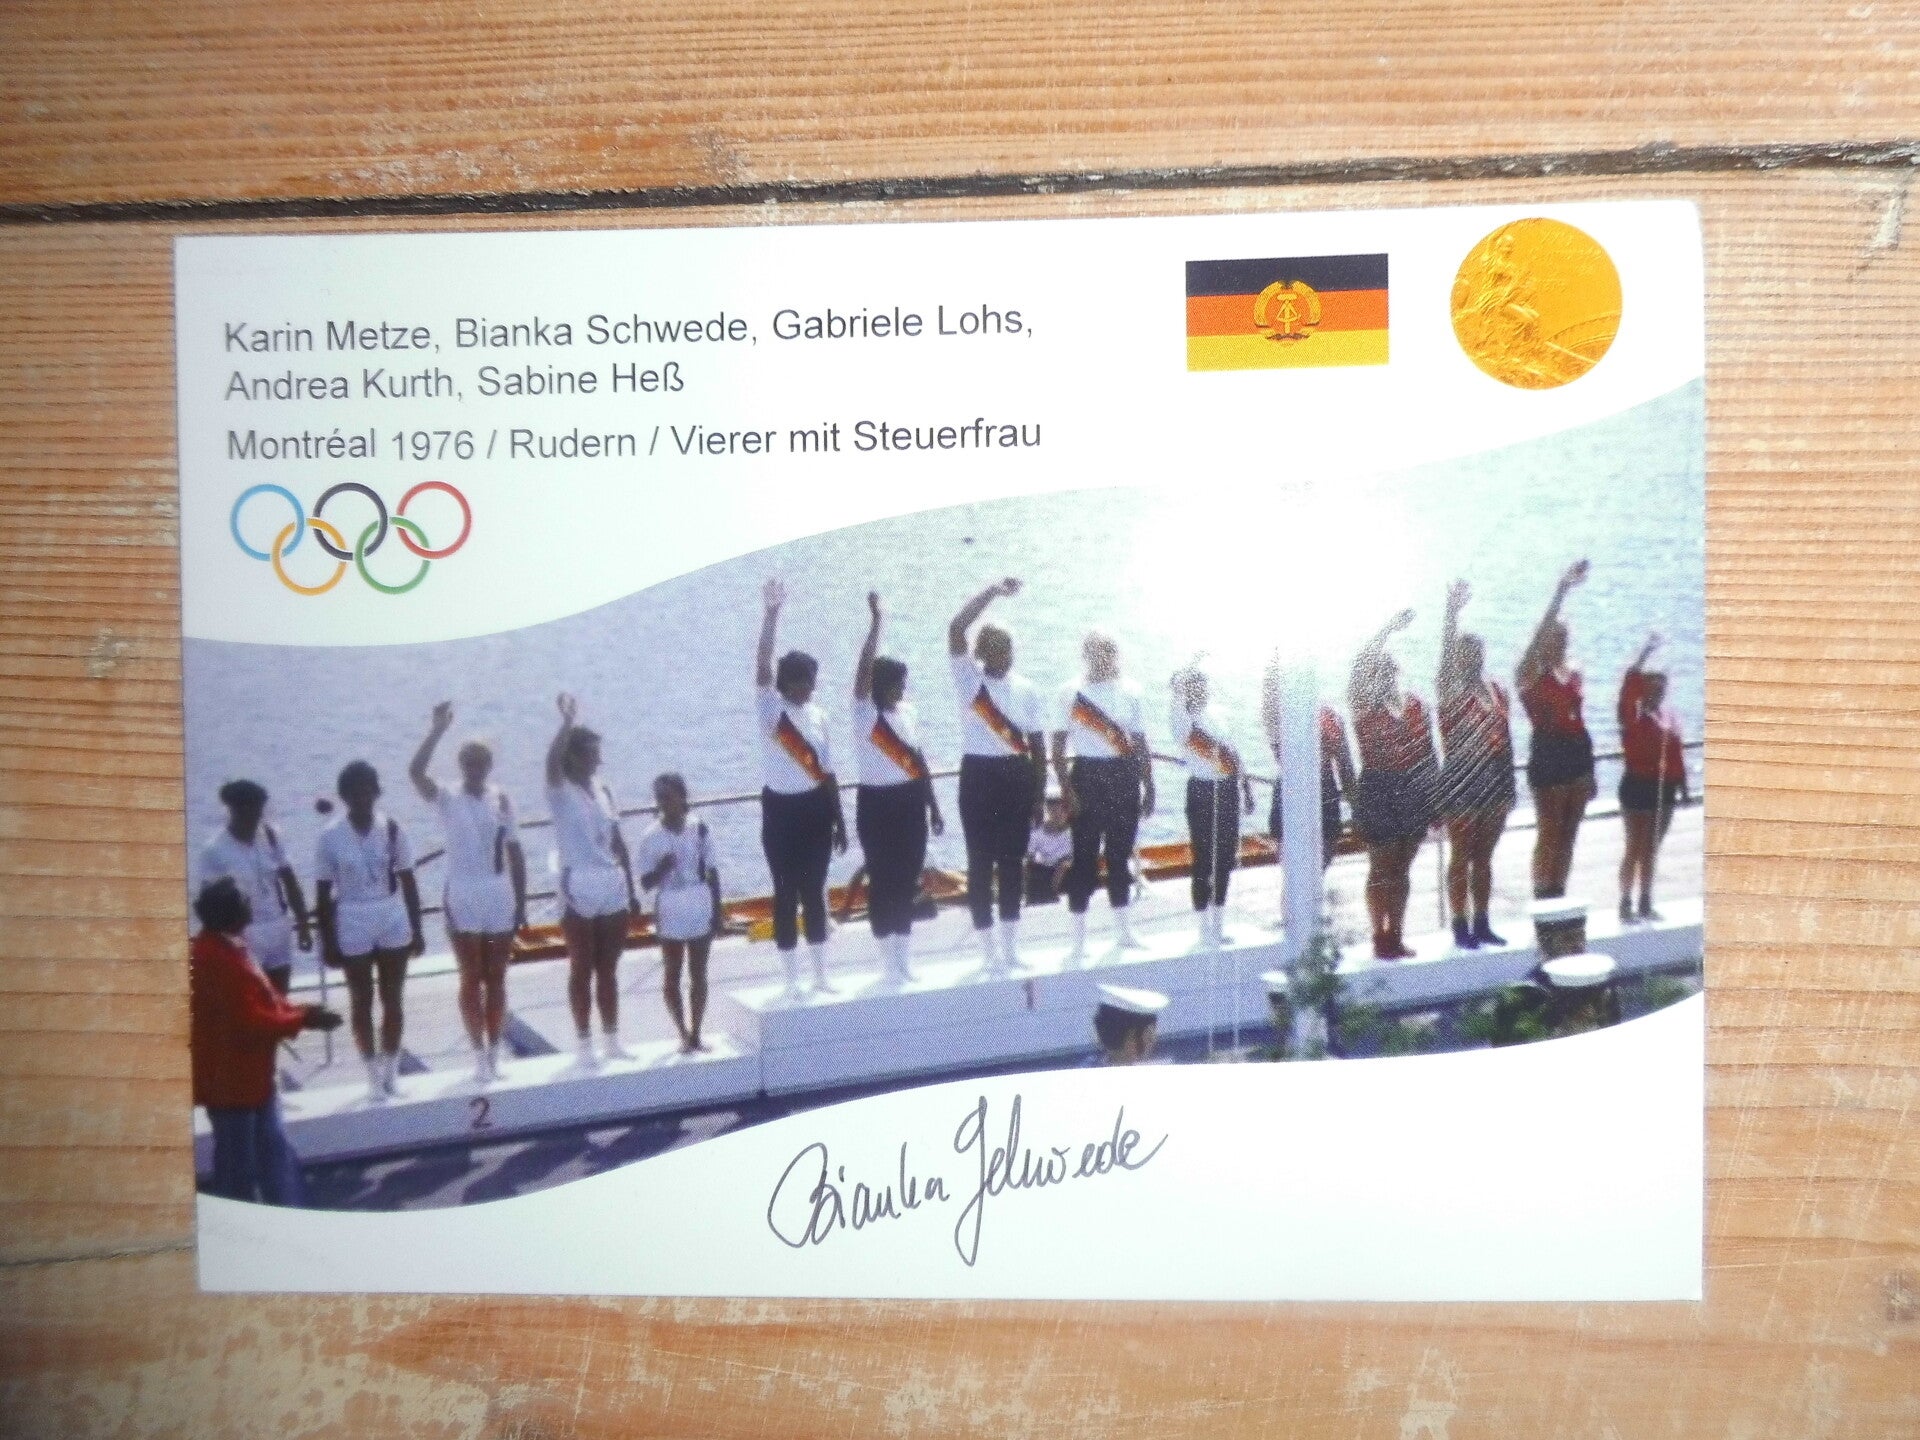 Karin Metze, Bianka Schwede, Gabriele Lohs,
Andrea Kurth, Sabine Heß
Montréal 1976 / Rudern / Vierer mit Steuerfrau
1
2
Bianka Schwede